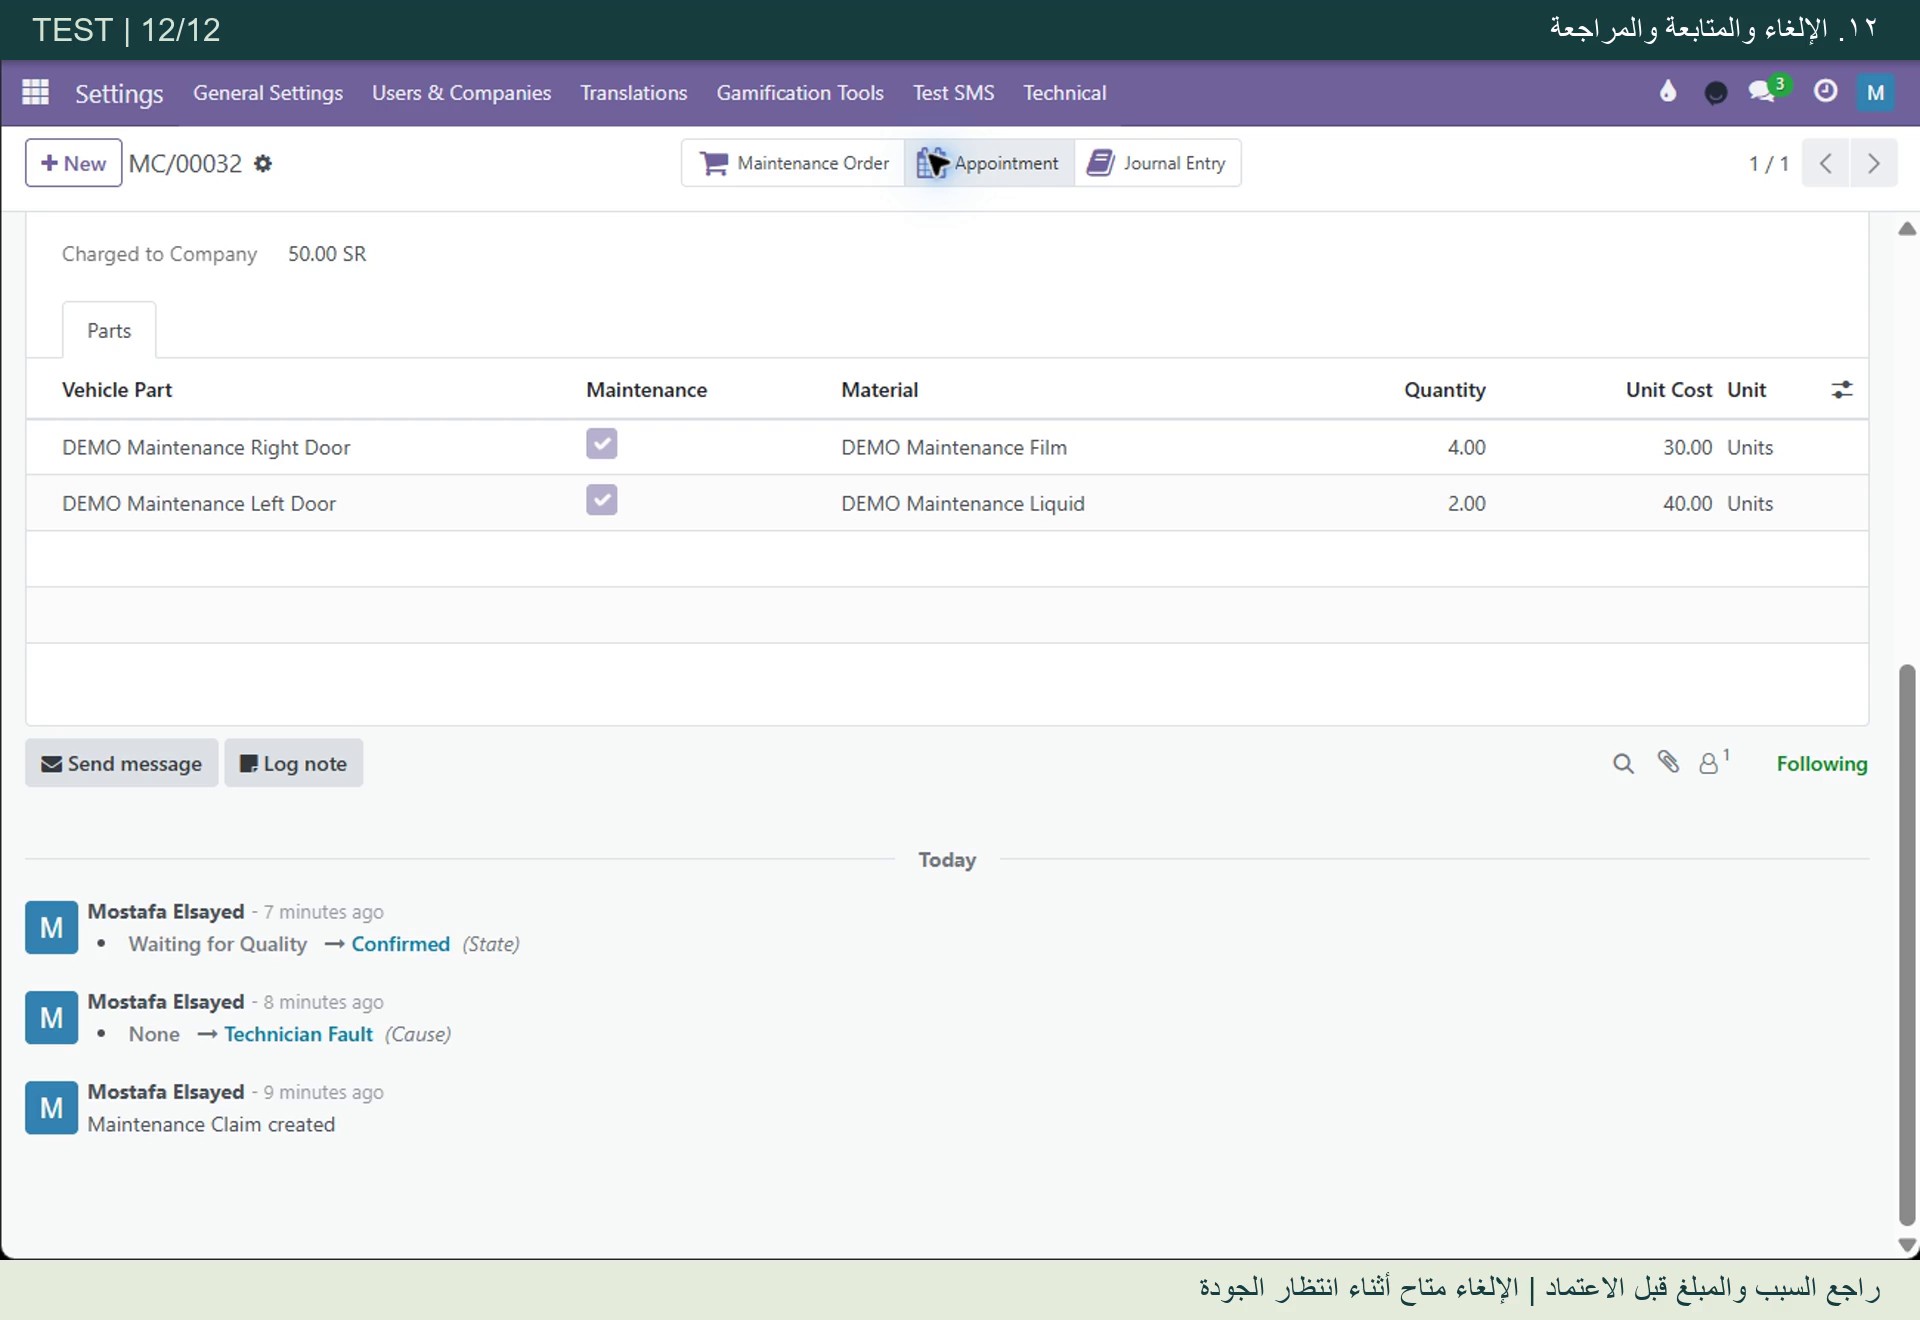 TEST | 12/12
١٢. الإلغاء والمتابعة والمراجعة
Settings General Settings Users & Companies Translations Gamification Tools Test SMS Technical 3 M
New MC/00032 Maintenance Order Appointment Journal Entry 1 / 1
Charged to Company 50.00 SR
Parts
Vehicle Part Maintenance Material Quantity Unit Cost Unit
DEMO Maintenance Right Door DEMO Maintenance Film 4.00 30.00 Units
DEMO Maintenance Left Door DEMO Maintenance Liquid 2.00 40.00 Units
Send message Log note 1 Following
Today
M Mostafa Elsayed - 7 minutes ago
• Waiting for Quality → Confirmed (State)
M Mostafa Elsayed - 8 minutes ago
• None → Technician Fault (Cause)
M Mostafa Elsayed - 9 minutes ago
Maintenance Claim created
راجع السبب والمبلغ قبل الاعتماد | الإلغاء متاح أثناء انتظار الجودة